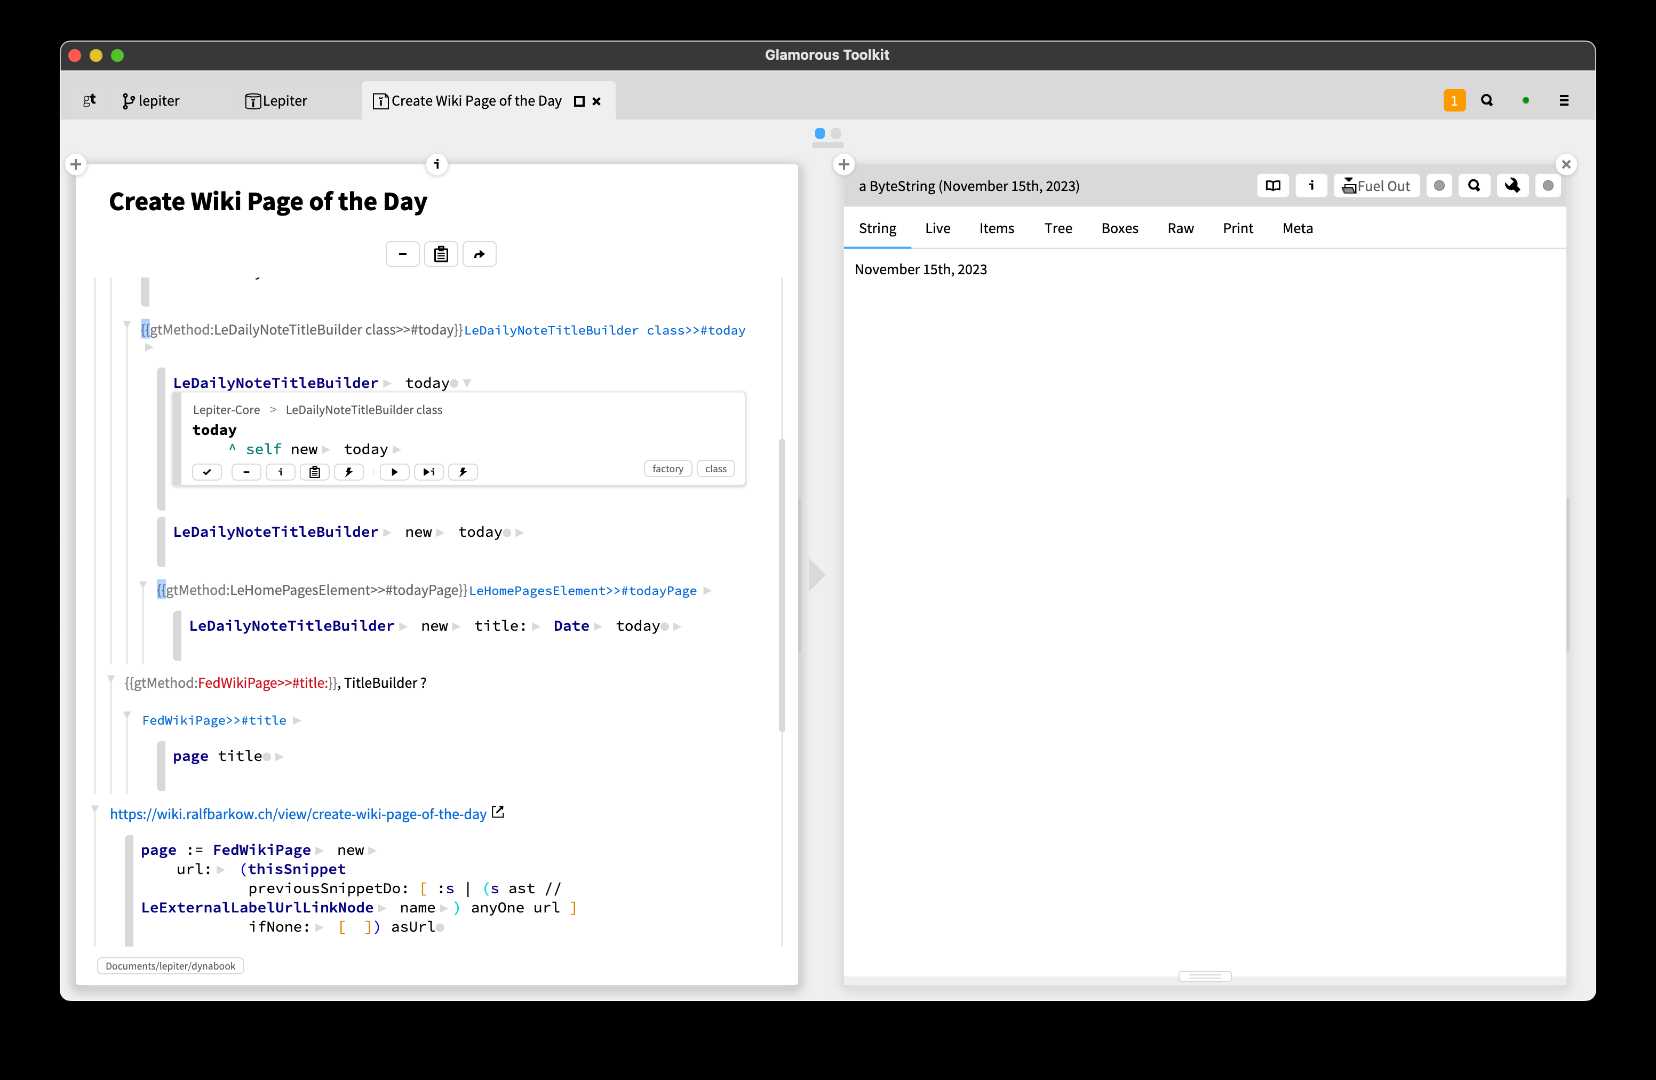 Glamorous Toolkit
gt
lepiter
Lepiter
Create Wiki Page of the Day
1
Create Wiki Page of the Day
{{gtMethod:LeDailyNoteTitleBuilder class>>#today}}LeDailyNoteTitleBuilder class>>#today
LeDailyNoteTitleBuilder today
Lepiter-Core > LeDailyNoteTitleBuilder class
today
^ self new today
factory class
LeDailyNoteTitleBuilder new today
{{gtMethod:LeHomePagesElement>>#todayPage}}LeHomePagesElement>>#todayPage
LeDailyNoteTitleBuilder new title: Date today
{{gtMethod:FedWikiPage>>#title:}}, TitleBuilder ?
FedWikiPage>>#title
page title
https://wiki.ralfbarkow.ch/view/create-wiki-page-of-the-day
page := FedWikiPage new
url: (thisSnippet
previousSnippetDo: [ :s | (s ast //
LeExternalLabelUrlLinkNode name ) anyOne url ]
ifNone: [ ]) asUrl
Documents/lepiter/dynabook
a ByteString (November 15th, 2023)
Fuel Out
String Live Items Tree Boxes Raw Print Meta
November 15th, 2023